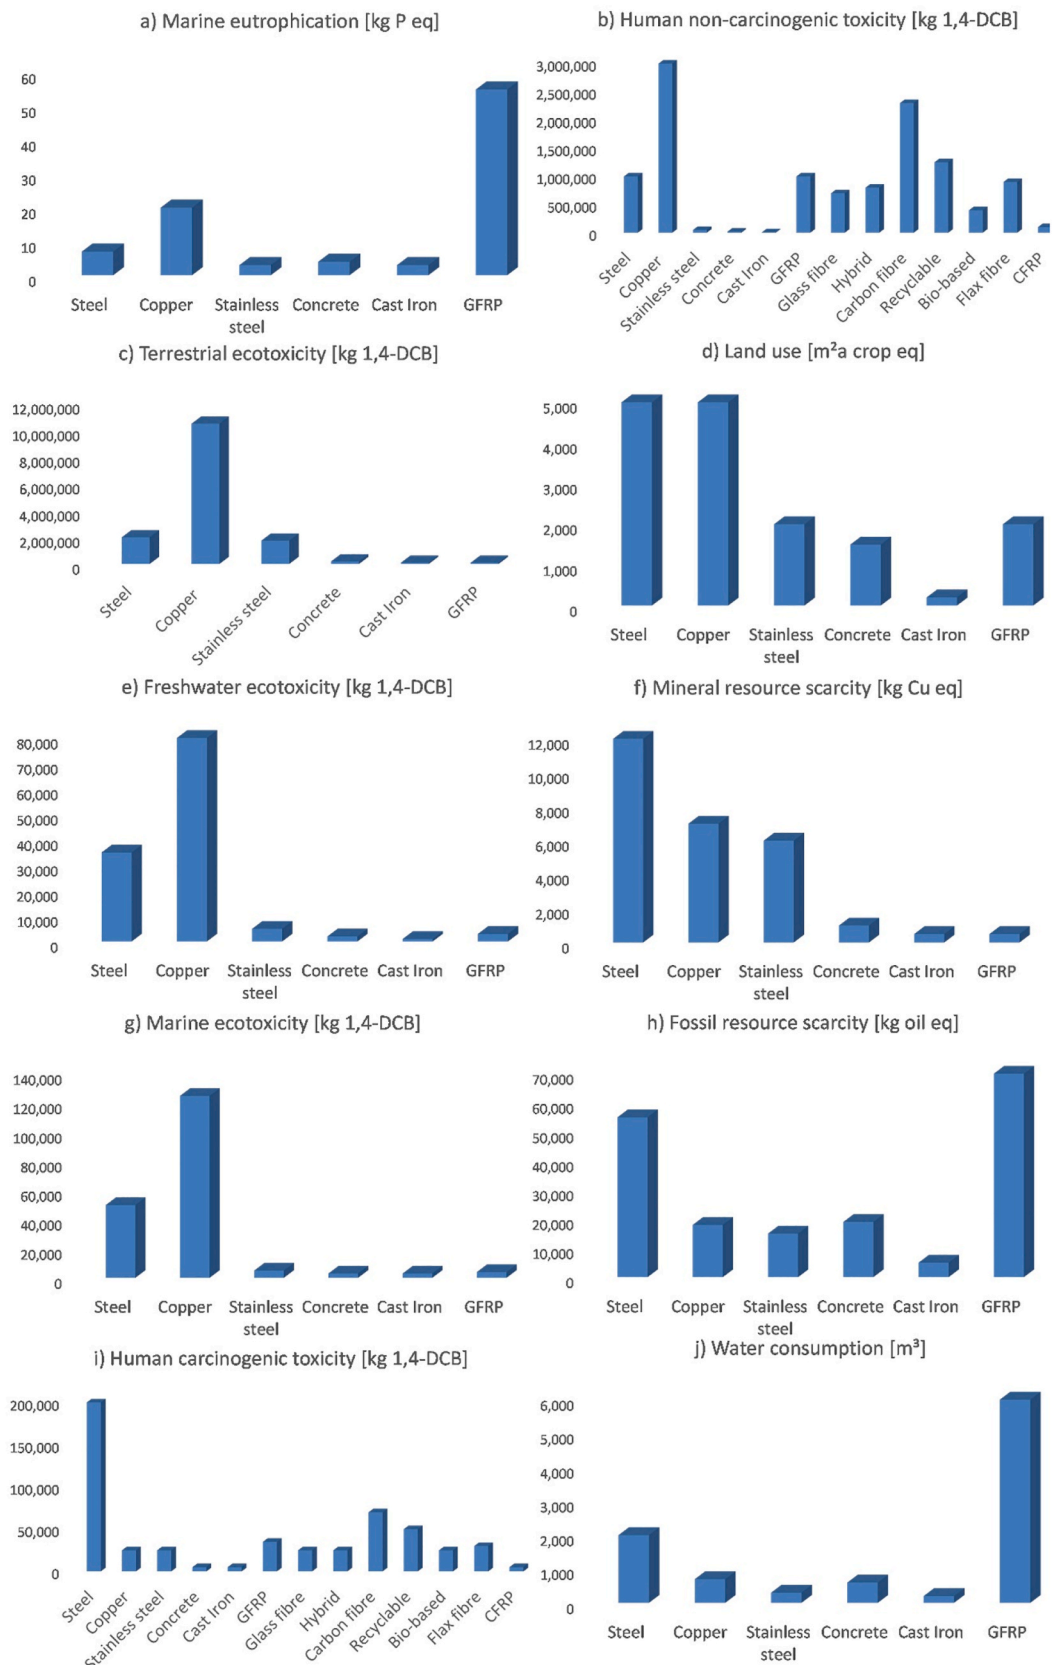 a) Marine eutrophication [kg P eq]
60
50
40
30
20
10
0
Steel
Copper
Stainless
steel
Concrete
Cast Iron
GFRP
b) Human non-carcinogenic toxicity [kg 1,4-DCB]
3,000,000
2,500,000
2,000,000
1,500,000
1,000,000
500,000
0
Steel
Copper
Stainless steel
Concrete
Cast Iron
GFRP
Glass fibre
Hybrid
Carbon fibre
Recyclable
Bio-based
Flax fibre
CFRP
c) Terrestrial ecotoxicity [kg 1,4-DCB]
12,000,000
10,000,000
8,000,000
6,000,000
4,000,000
2,000,000
0
Steel
Copper
Stainless steel
Concrete
Cast Iron
GFRP
d) Land use [m²a crop eq]
5,000
4,000
3,000
2,000
1,000
0
Steel
Copper
Stainless
steel
Concrete
Cast Iron
GFRP
e) Freshwater ecotoxicity [kg 1,4-DCB]
80,000
70,000
60,000
50,000
40,000
30,000
20,000
10,000
0
Steel
Copper
Stainless
steel
Concrete
Cast Iron
GFRP
f) Mineral resource scarcity [kg Cu eq]
12,000
10,000
8,000
6,000
4,000
2,000
0
Steel
Copper
Stainless
steel
Concrete
Cast Iron
GFRP
g) Marine ecotoxicity [kg 1,4-DCB]
140,000
120,000
100,000
80,000
60,000
40,000
20,000
0
Steel
Copper
Stainless
steel
Concrete
Cast Iron
GFRP
h) Fossil resource scarcity [kg oil eq]
70,000
60,000
50,000
40,000
30,000
20,000
10,000
0
Steel
Copper
Stainless
steel
Concrete
Cast Iron
GFRP
i) Human carcinogenic toxicity [kg 1,4-DCB]
200,000
150,000
100,000
50,000
0
Steel
Copper
Stainless steel
Concrete
Cast Iron
GFRP
Glass fibre
Hybrid
Carbon fibre
Recyclable
Bio-based
Flax fibre
CFRP
j) Water consumption [m³]
6,000
5,000
4,000
3,000
2,000
1,000
0
Steel
Copper
Stainless
steel
Concrete
Cast Iron
GFRP